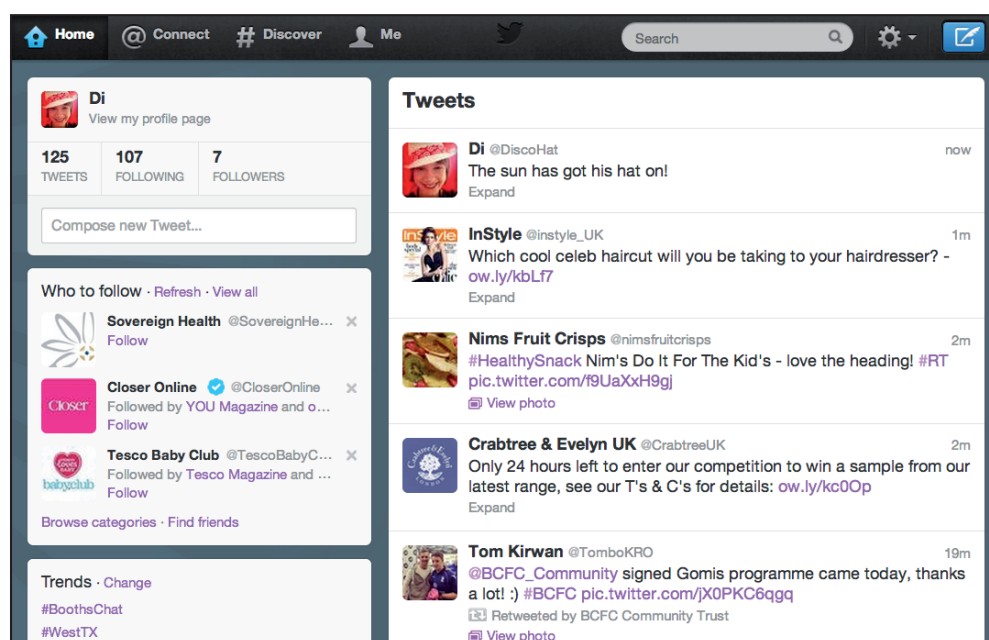 Home
Connect
Discover
Me
Search
Di
View my profile page
125
TWEETS
107
FOLLOWING
7
FOLLOWERS
Compose new Tweet...
Who to follow · Refresh · View all
Sovereign Health @SovereignHe...
Follow
Closer
Closer Online @CloserOnline
Followed by YOU Magazine and o...
Follow
TESCO
Loves
BABY
babyclub
Tesco Baby Club @TescoBabyC...
Followed by Tesco Magazine and ...
Follow
Browse categories · Find friends
Trends · Change
#BoothsChat
#WestTX
Tweets
Di @DiscoHat now
The sun has got his hat on!
Expand
InStyle @instyle_UK 1m
Which cool celeb haircut will you be taking to your hairdresser? -
ow.ly/kbLf7
Expand
Nims Fruit Crisps @nimsfruitcrisps 2m
#HealthySnack Nim's Do It For The Kid's - love the heading! #RT
pic.twitter.com/f9UaXxH9gj
View photo
Crabtree & Evelyn
LONDON
Crabtree & Evelyn UK @CrabtreeUK 2m
Only 24 hours left to enter our competition to win a sample from our
latest range, see our T's & C's for details: ow.ly/kc0Op
Expand
Tom Kirwan @TomboKRO 19m
@BCFC_Community signed Gomis programme came today, thanks
a lot! :) #BCFC pic.twitter.com/jX0PKC6qgq
Retweeted by BCFC Community Trust
View photo